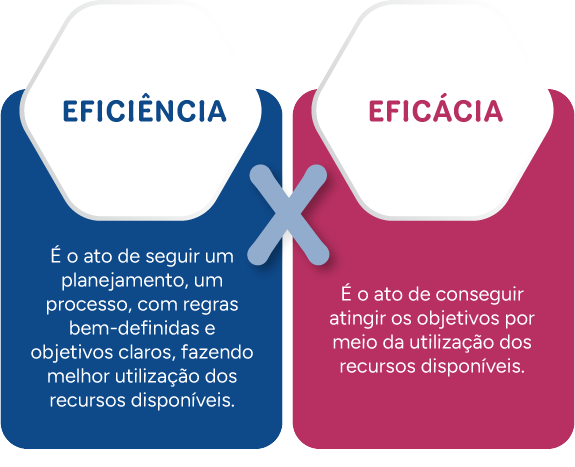 EFICIÊNCIA
É o ato de seguir um
planejamento, um
processo, com regras
bem-definidas e
objetivos claros, fazendo
melhor utilização dos
recursos disponíveis.
X
EFICÁCIA
É o ato de conseguir
atingir os objetivos por
meio da utilização dos
recursos disponíveis.